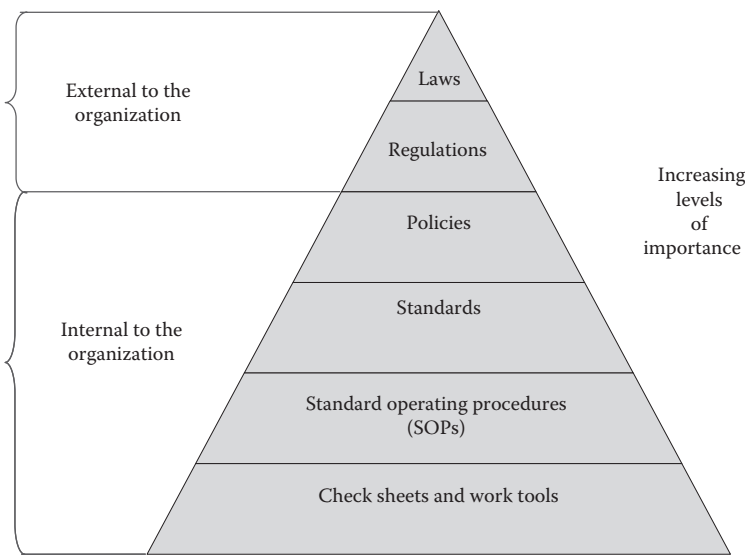 Laws
External to the
organization
Regulations
Increasing
levels
of
importance
Policies
Standards
Internal to the
organization
Standard operating procedures
(SOPs)
Check sheets and work tools